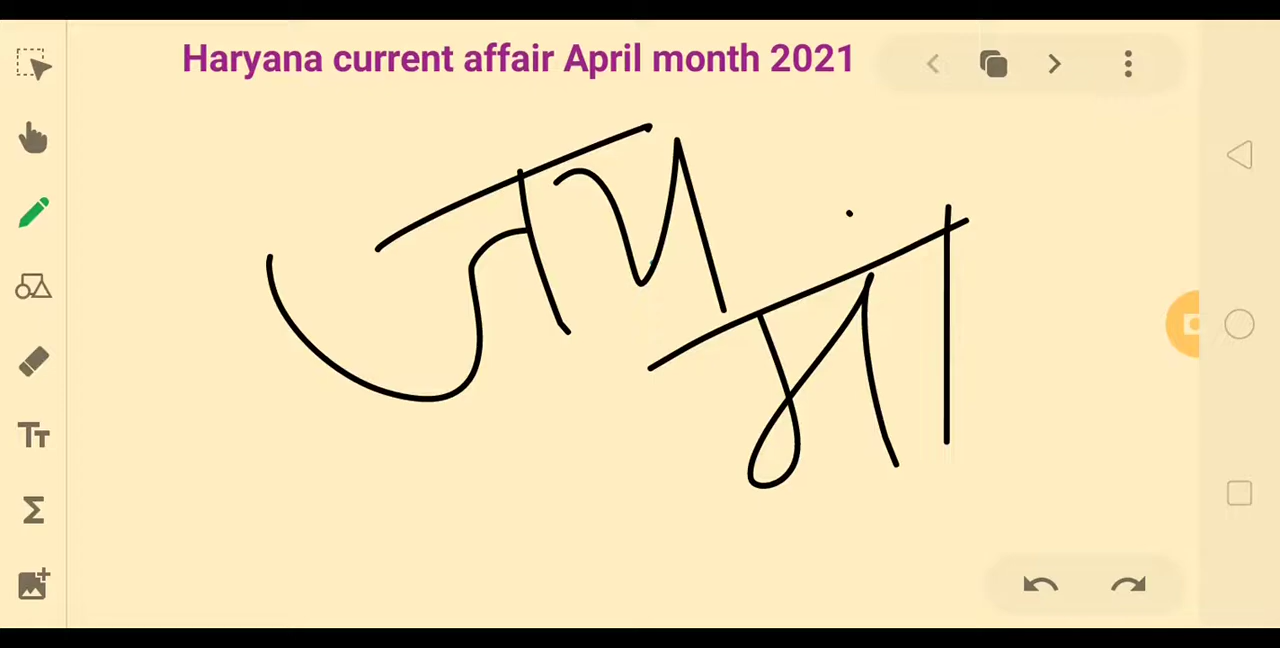 Haryana current affair April month 2021
जय
मां